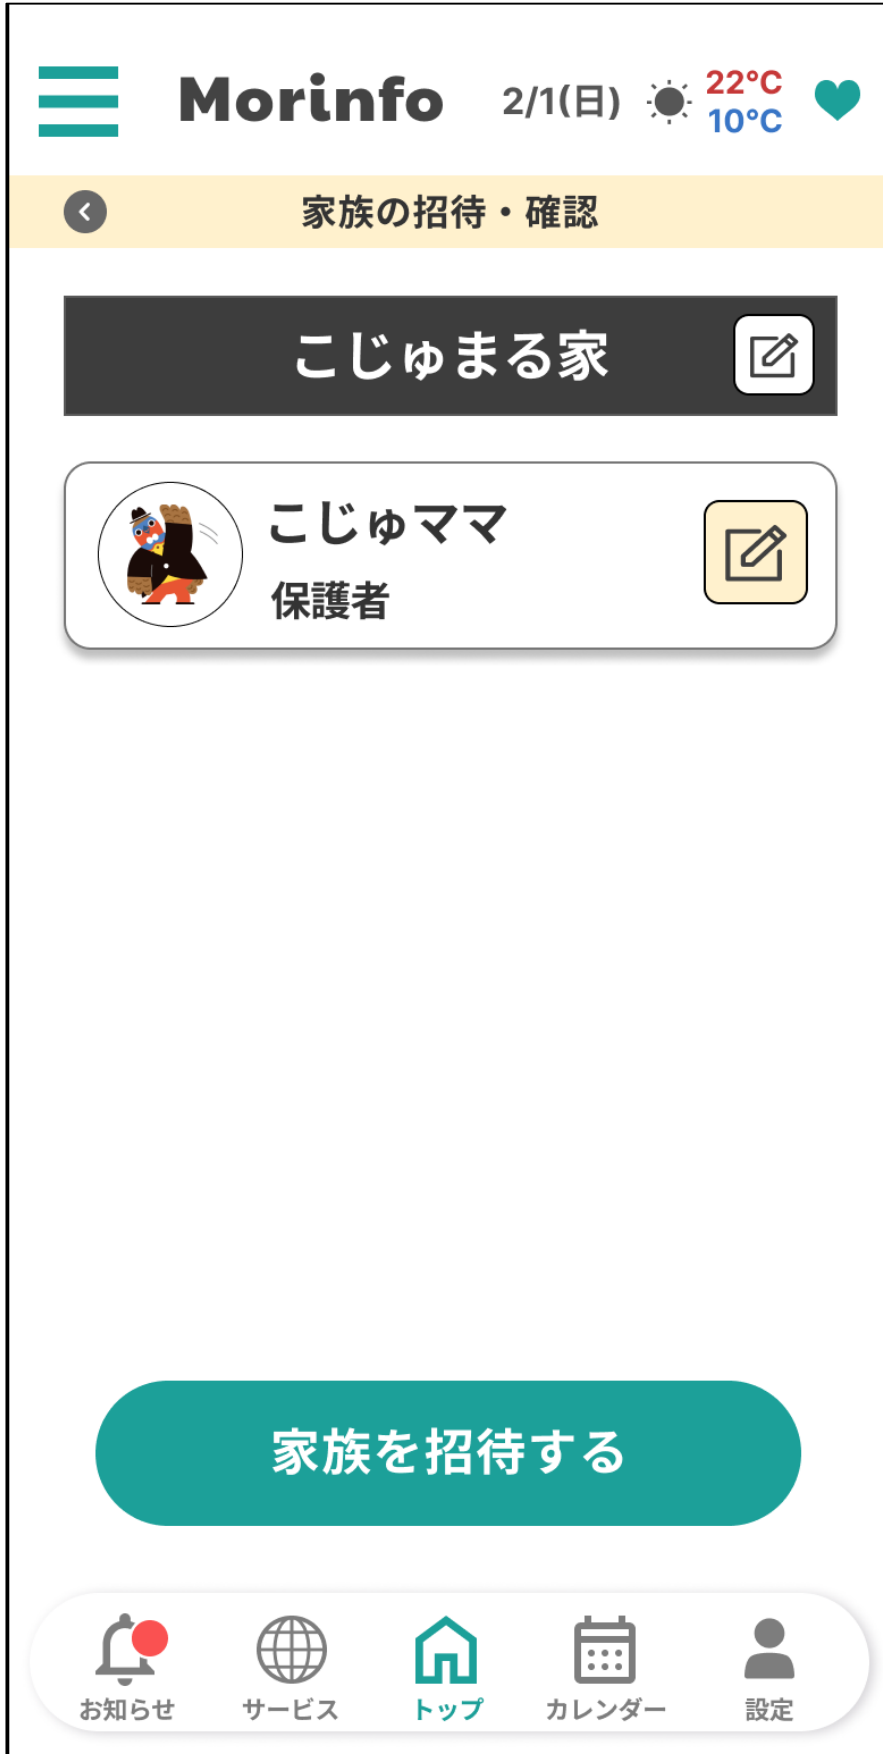 Morinfo 2/1(日) 22°C
10°C
家族の招待・確認
こじゅまる家
こじゅママ
保護者
家族を招待する
お知らせ サービス トップ カレンダー 設定